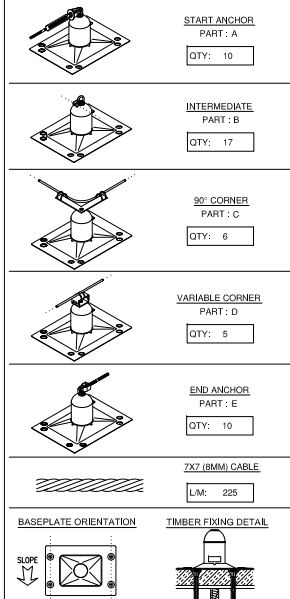 START ANCHOR
PART : A
QTY: 10
INTERMEDIATE
PART : B
QTY: 17
90° CORNER
PART : C
QTY: 6
VARIABLE CORNER
PART : D
QTY: 5
END ANCHOR
PART : E
QTY: 10
7X7 (8MM) CABLE
L/M: 225
BASEPLATE ORIENTATION
TIMBER FIXING DETAIL
SLOPE